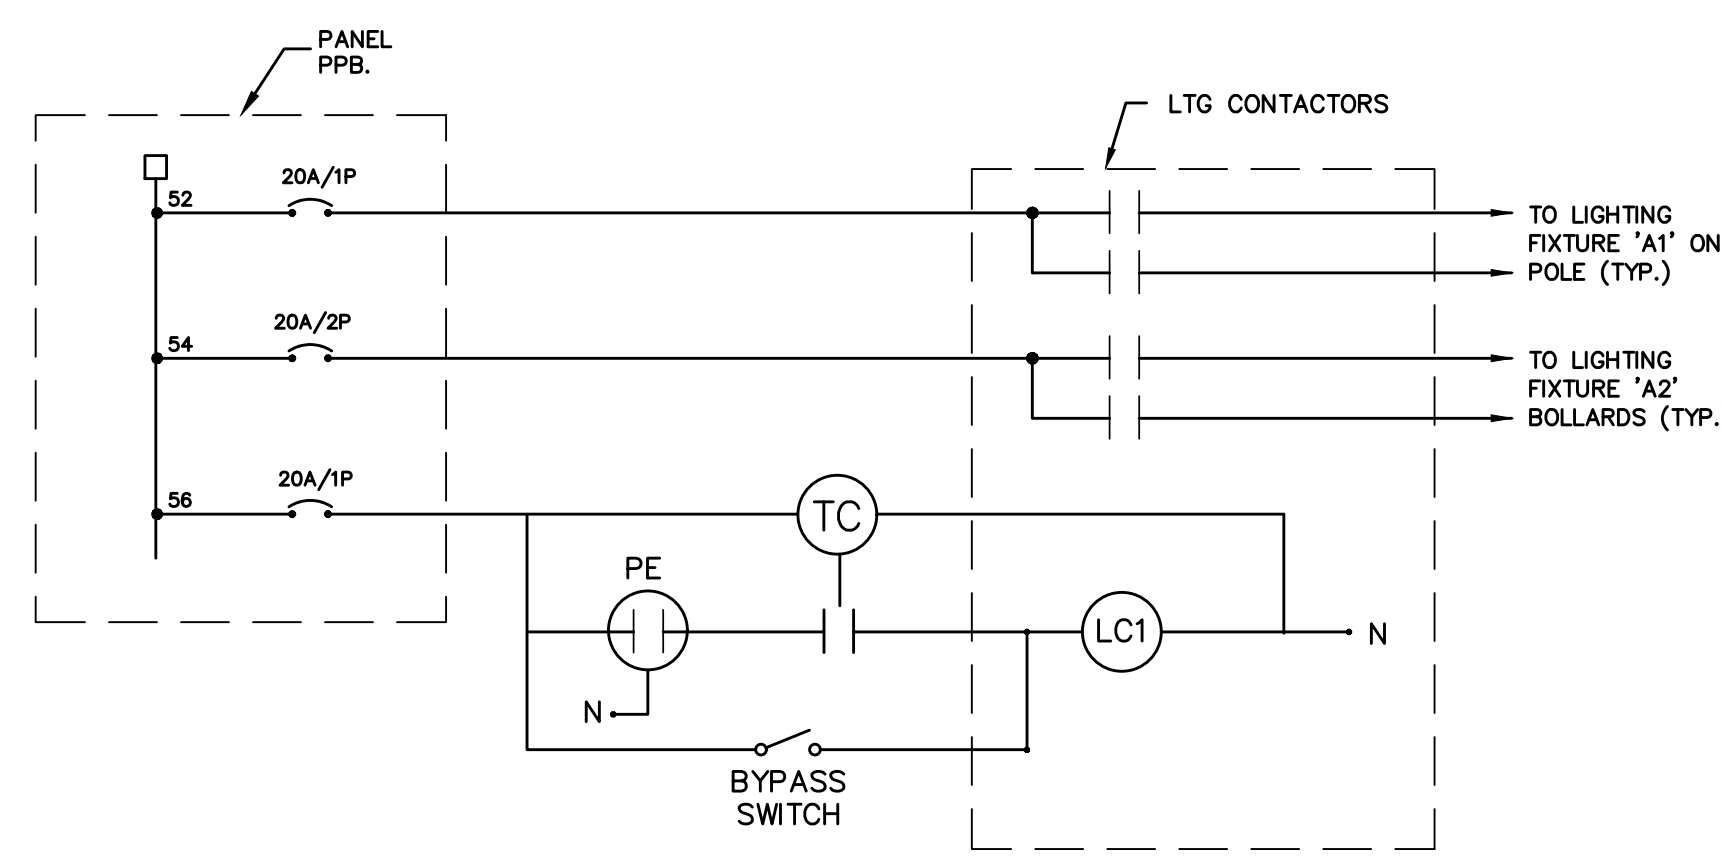 PANEL
PPB.
LTG CONTACTORS
52
20A/1P
TO LIGHTING
FIXTURE 'A1' ON
POLE (TYP.)
54
20A/2P
TO LIGHTING
FIXTURE 'A2'
BOLLARDS (TYP.
56
20A/1P
TC
PE
LC1
N
N
BYPASS
SWITCH